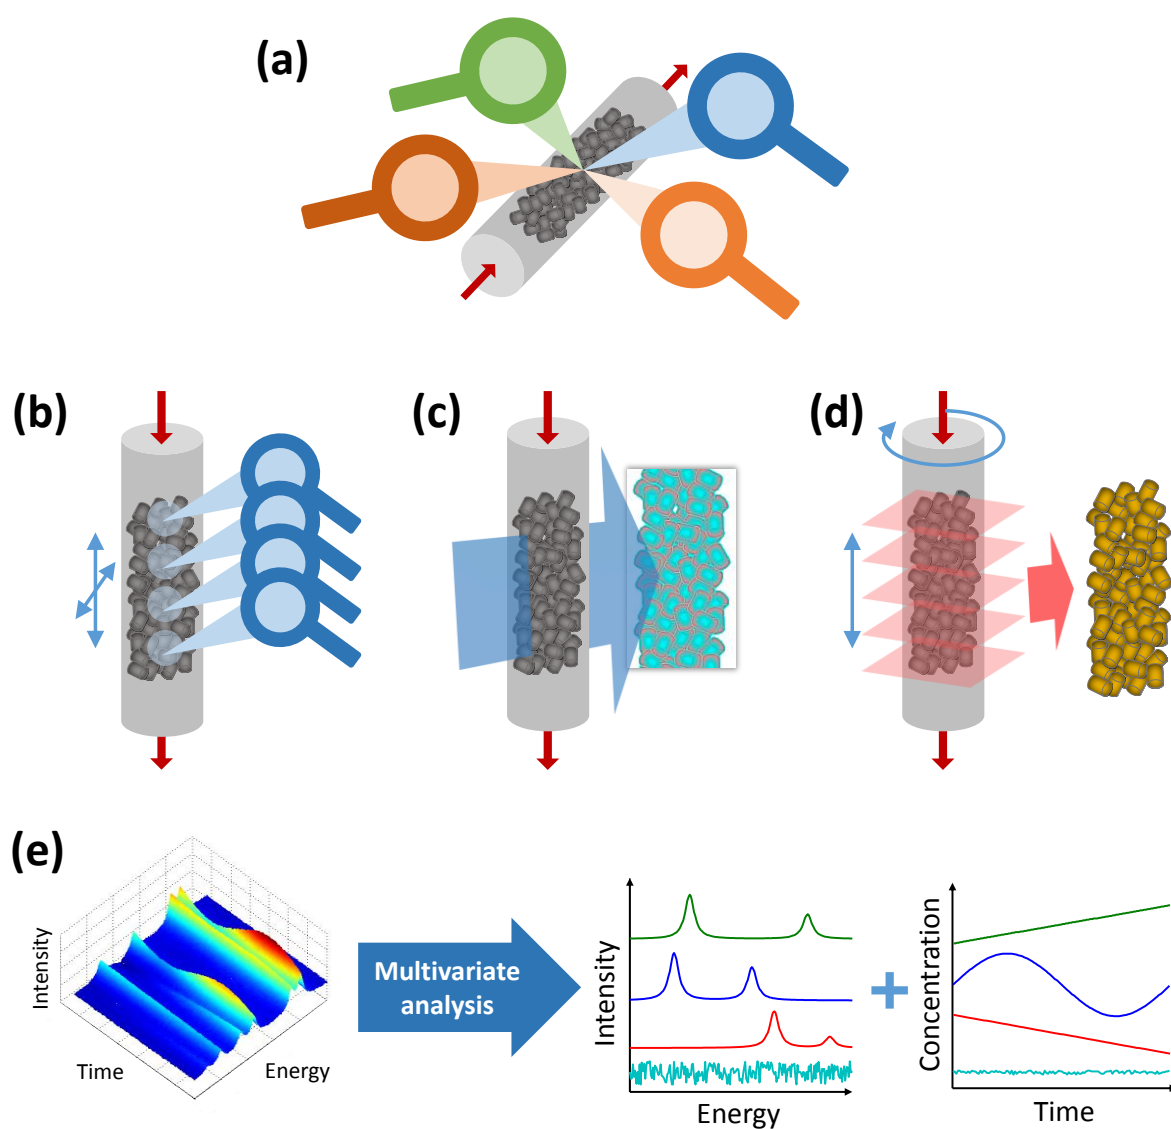 (a)
(b)
(c)
(d)
(e)
Intensity
Time
Energy
Multivariate
analysis
Intensity
Energy
+
Concentration
Time